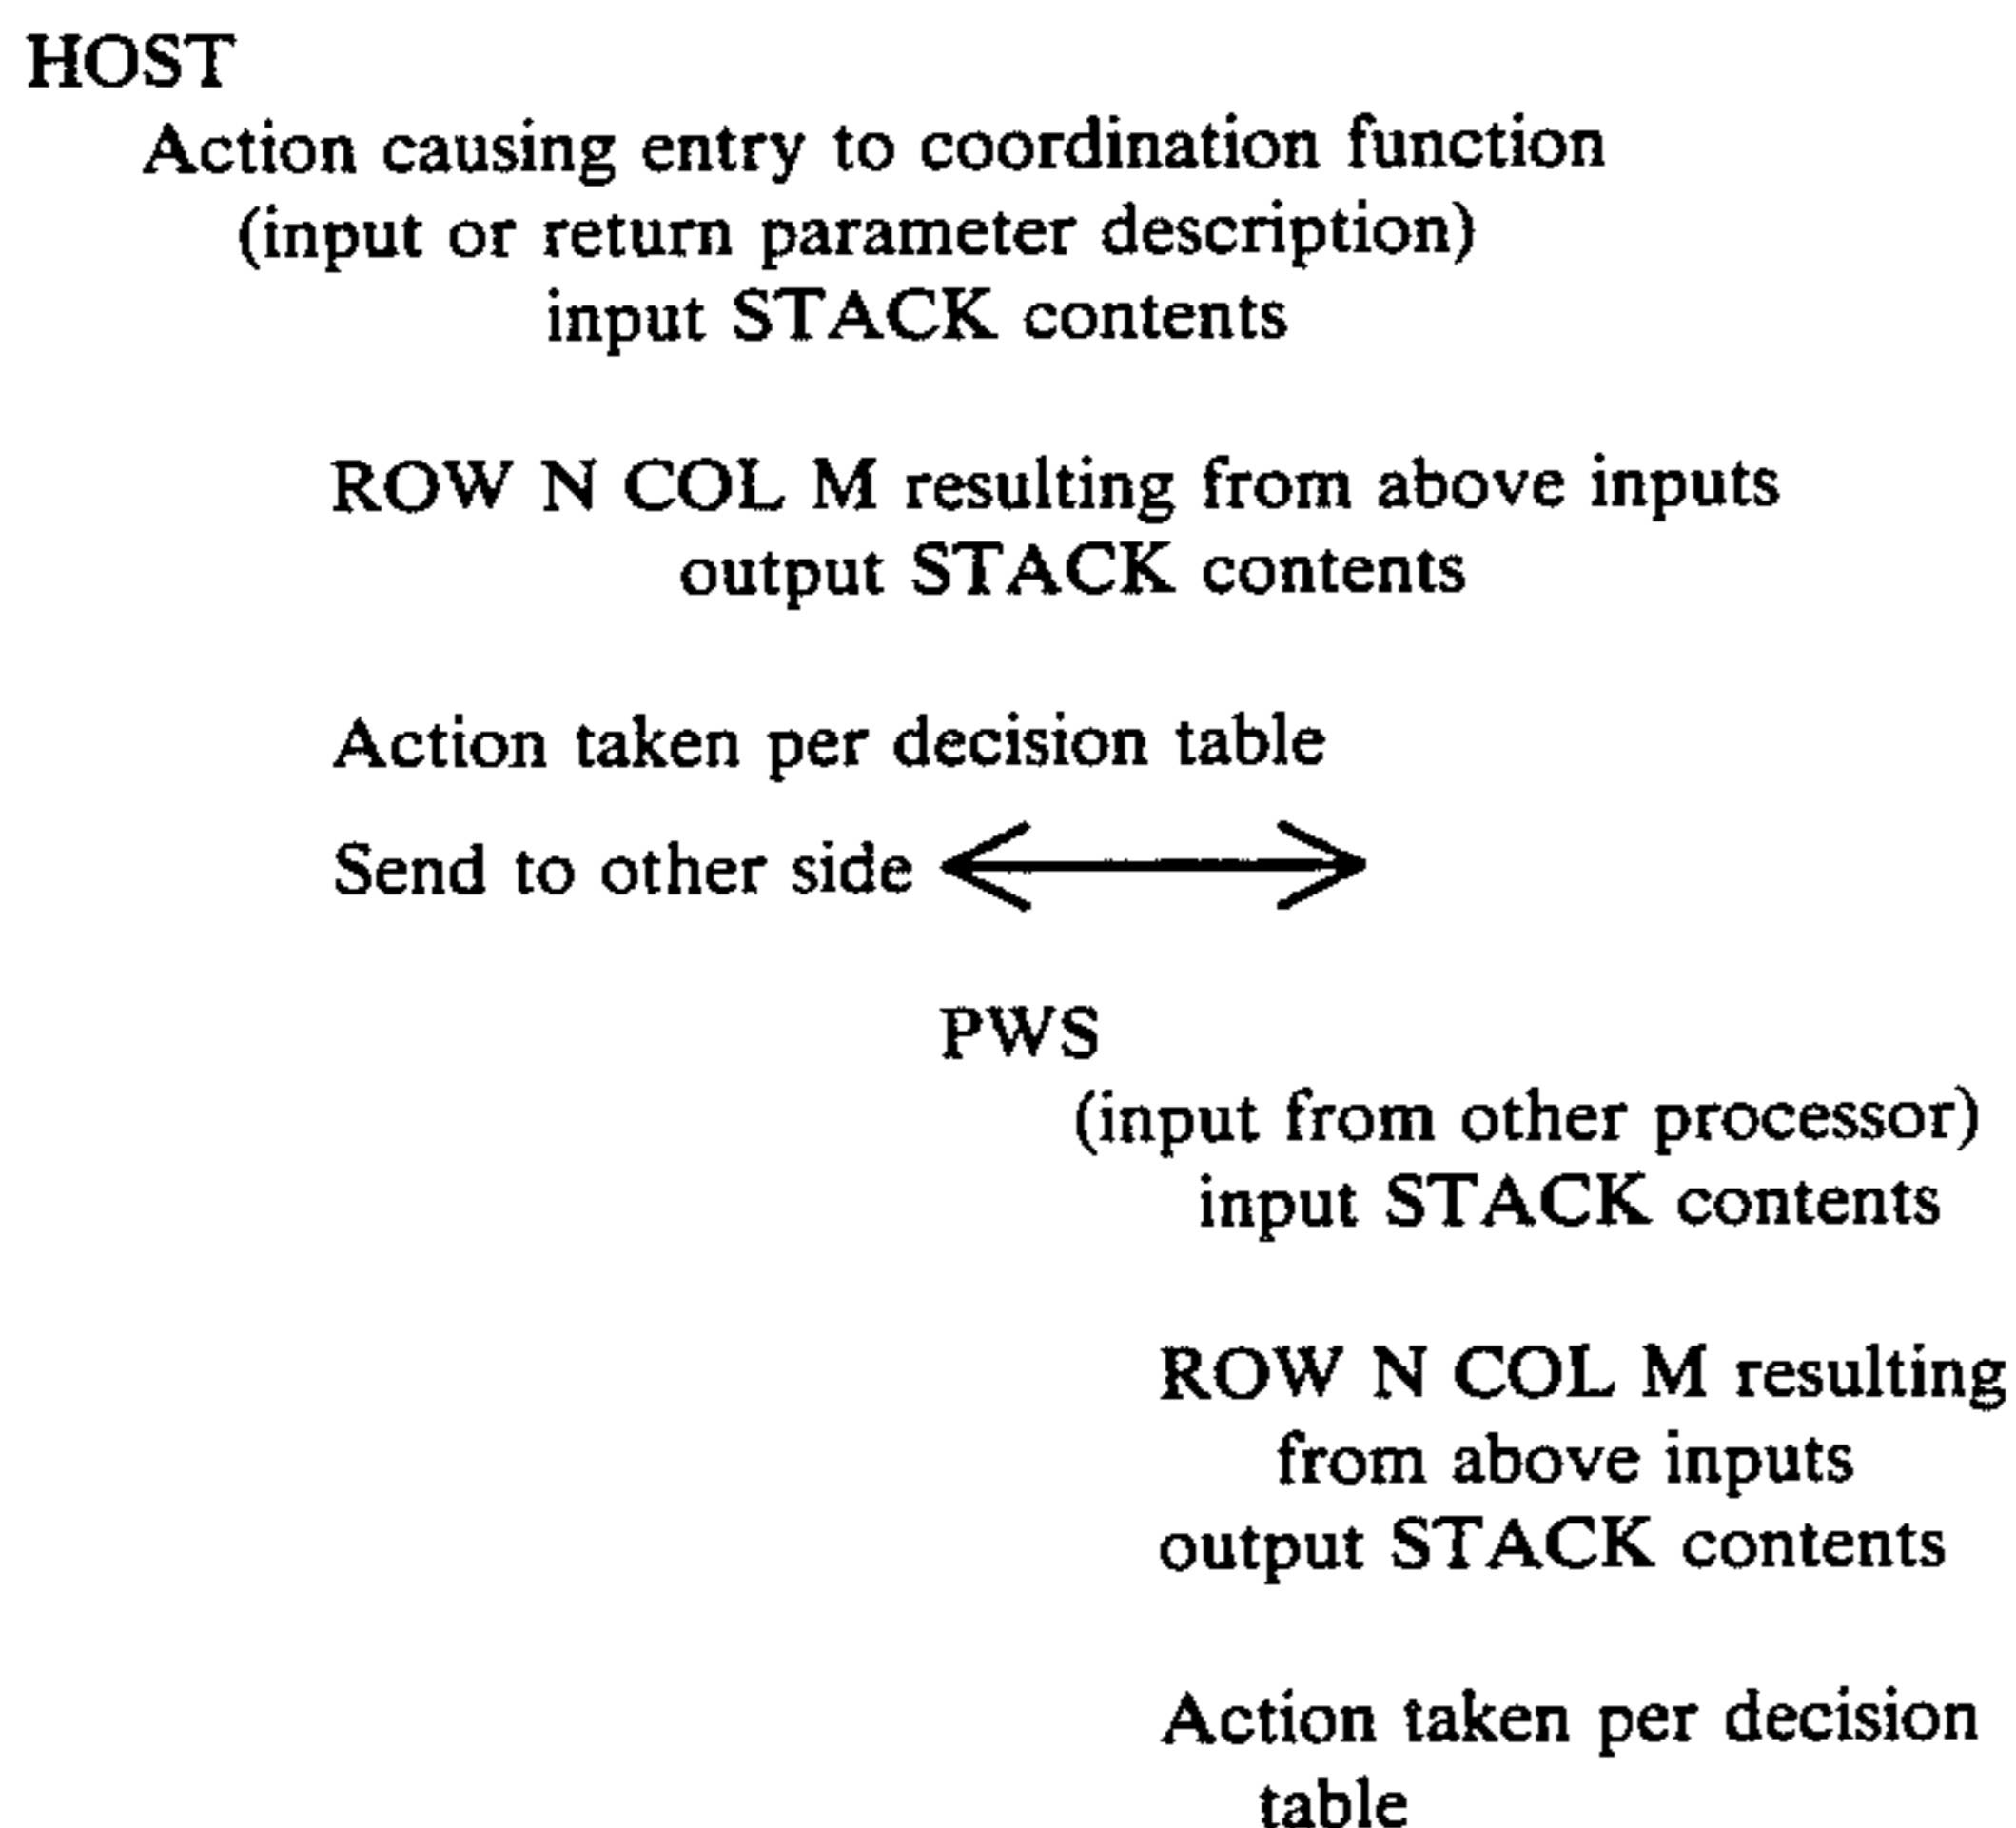 HOST
Action causing entry to coordination function
(input or return parameter description)
input STACK contents
ROW N COL M resulting from above inputs
output STACK contents
Action taken per decision table
Send to other side
PWS
(input from other processor)
input STACK contents
ROW N COL M resulting
from above inputs
output STACK contents
Action taken per decision
table